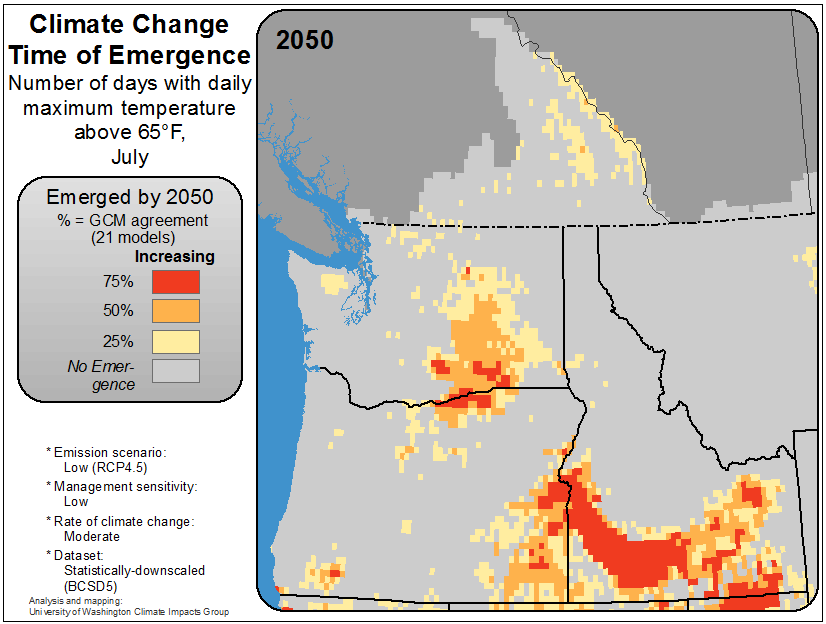 Climate Change
Time of Emergence
Number of days with daily
maximum temperature
above 65°F,
July
2050
Emerged by 2050
% = GCM agreement
(21 models)
Increasing
75%
50%
25%
No Emer-
gence
* Emission scenario:
Low (RCP4.5)
* Management sensitivity:
Low
* Rate of climate change:
Moderate
* Dataset:
Statistically-downscaled
(BCSD5)
Analysis and mapping:
University of Washington Climate Impacts Group